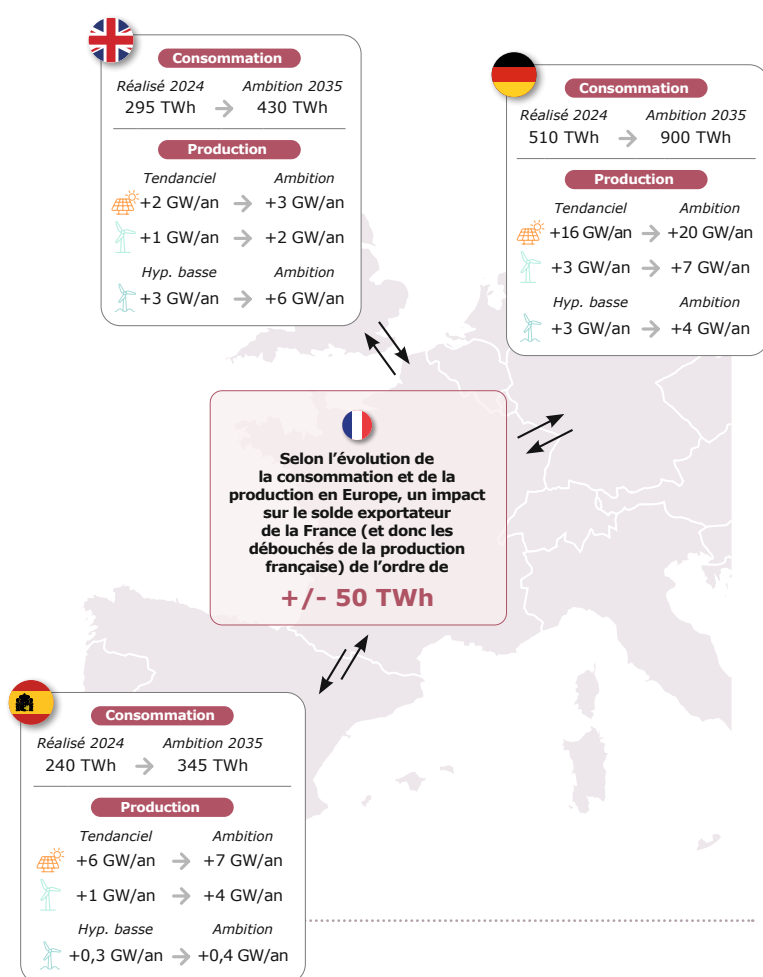 Consommation
Réalisé 2024 Ambition 2035
295 TWh → 430 TWh
Production
Tendanciel Ambition
+2 GW/an → +3 GW/an
+1 GW/an → +2 GW/an
Hyp. basse Ambition
+3 GW/an → +6 GW/an
Consommation
Réalisé 2024 Ambition 2035
510 TWh → 900 TWh
Production
Tendanciel Ambition
+16 GW/an → +20 GW/an
+3 GW/an → +7 GW/an
Hyp. basse Ambition
+3 GW/an → +4 GW/an
Selon l’évolution de
la consommation et de la
production en Europe, un impact
sur le solde exportateur
de la France (et donc les
débouchés de la production
française) de l’ordre de
+/- 50 TWh
Consommation
Réalisé 2024 Ambition 2035
240 TWh → 345 TWh
Production
Tendanciel Ambition
+6 GW/an → +7 GW/an
+1 GW/an → +4 GW/an
Hyp. basse Ambition
+0,3 GW/an → +0,4 GW/an